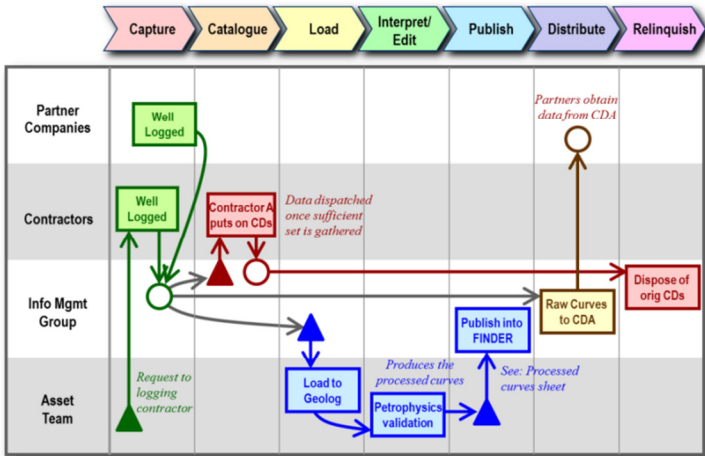 Capture
Catalogue
Load
Interpret/
Edit
Publish
Distribute
Relinquish
Partner
Companies
Well
Logged
Partners obtain
data from CDA
Contractors
Well
Logged
Contractor A
puts on CDs
Data dispatched
once sufficient
set is gathered
Info Mgmt
Group
Publish into
FINDER
Raw Curves
to CDA
Dispose of
orig CDs
Asset
Team
Request to
logging
contractor
Load to
Geolog
Produces the
processed curves
Petrophysics
validation
See: Processed
curves sheet